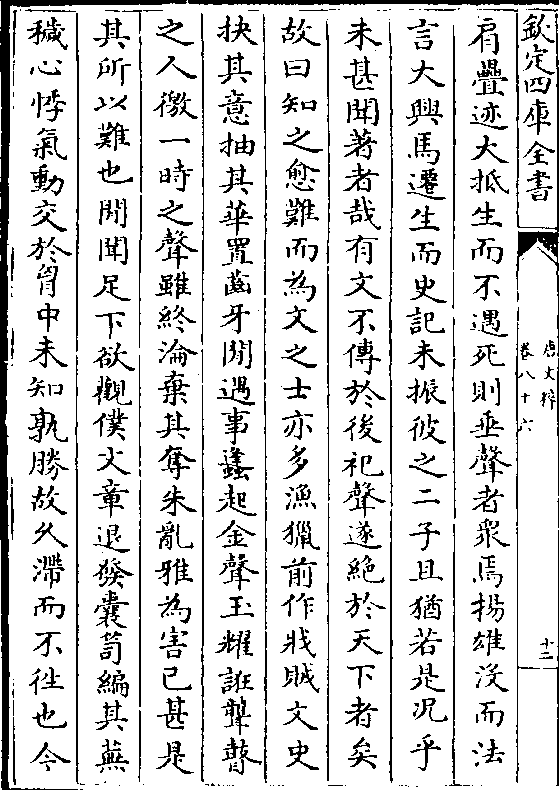 欽定四庫全書
唐文粹
卷八十六
十二
肩疊迹大抵生而不遇死則垂聲者衆焉揚雄没而法
言大興馬遷生而史記未振彼之二子且猶若是况乎
未甚聞著者哉有文不傳於後祀聲遂絶於天下者矣
故曰知之愈難而為文之士亦多漁獵前作戕賊文史
抉其意抽其華置齒牙閒遇事蠭起金聲玉耀誑聾瞽
之人徼一時之聲雖終淪棄其奪朱亂雅為害已甚是
其所以難也閒聞足下欲觀僕文章退發囊笥編其蕪
穢心悸氣動交於胷中未知孰勝故乆滯而不徃也今